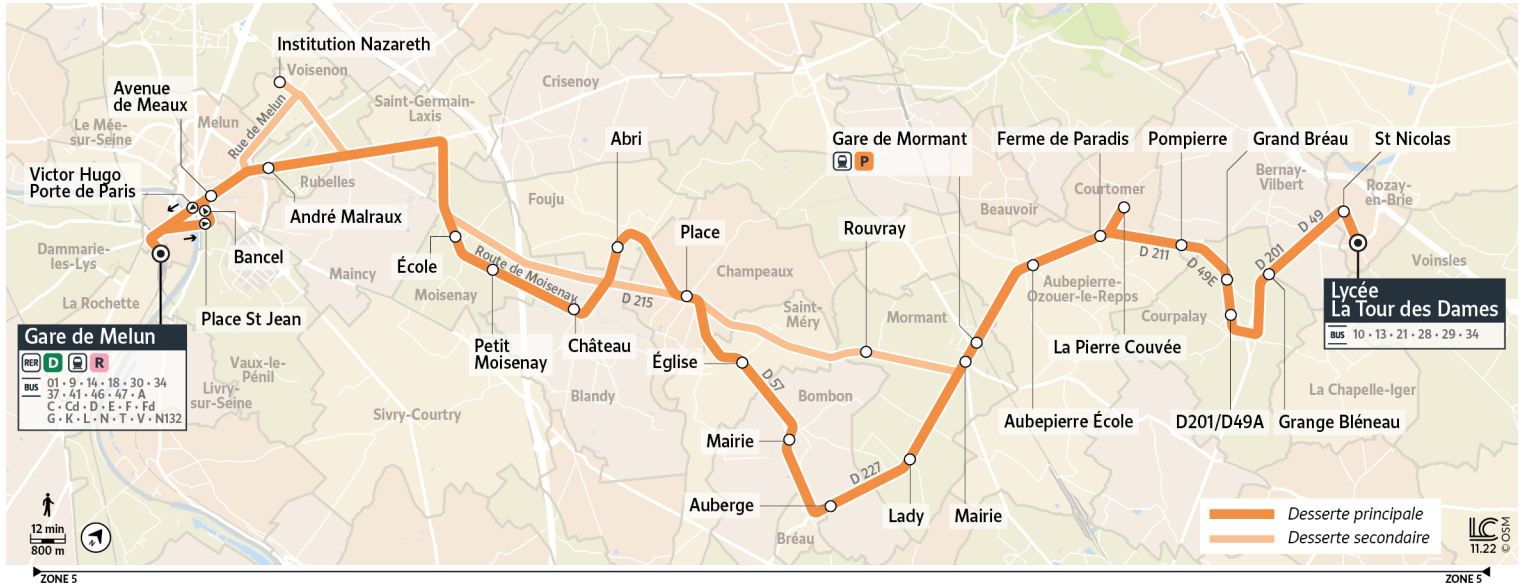 Institution Nazareth
Voisenon
Crisenoy
Avenue
de Meaux
Saint-Germain-
Laxis
Le Mée-
sur-Seine
Melun
Rue de Melun
Abri
Gare de Mormant
P
Ferme de Paradis
Pompierre
Grand Bréau
St Nicolas
Victor Hugo
Porte de Paris
Rubelles
Fouju
Courtomer
Bernay-
Vilbert
Rozay-
en-Brie
André Malraux
Beauvoir
Place
Rouvray
D 49
Dammarie-
les-Lys
Bancel
École
Route de Moisenay
D 211
D 49E
D 201
Voinsles
Maincy
Moisenay
D 215
Champeaux
Aubepierre-
Ozouer-le-Repos
La Rochette
Place St Jean
Saint-
Méry
Mormant
Courpalay
Lycée
La Tour des Dames
BUS
10 • 13 • 21 • 28 • 29 • 34
Gare de Melun
RER D R
BUS
01 • 9 • 14 • 18 • 30 • 34
37 • 41 • 46 • 47 • A
C • Cd • D • E • F • Fd
G • K • L • N • T • V • N132
Vaux-le-
Pénil
Livry-
sur-Seine
Petit
Moisenay
Château
Église
La Pierre Couvée
Sivry-Courtry
Blandy
D 57
Bombon
La Chapelle-Iger
Aubepierre École
D201/D49A
Grange Bléneau
Mairie
D 227
Auberge
Lady
Mairie
Bréau
12 min
800 m
N
Desserte principale
Desserte secondaire
LC
11.22
© OSM
ZONE 5
ZONE 5